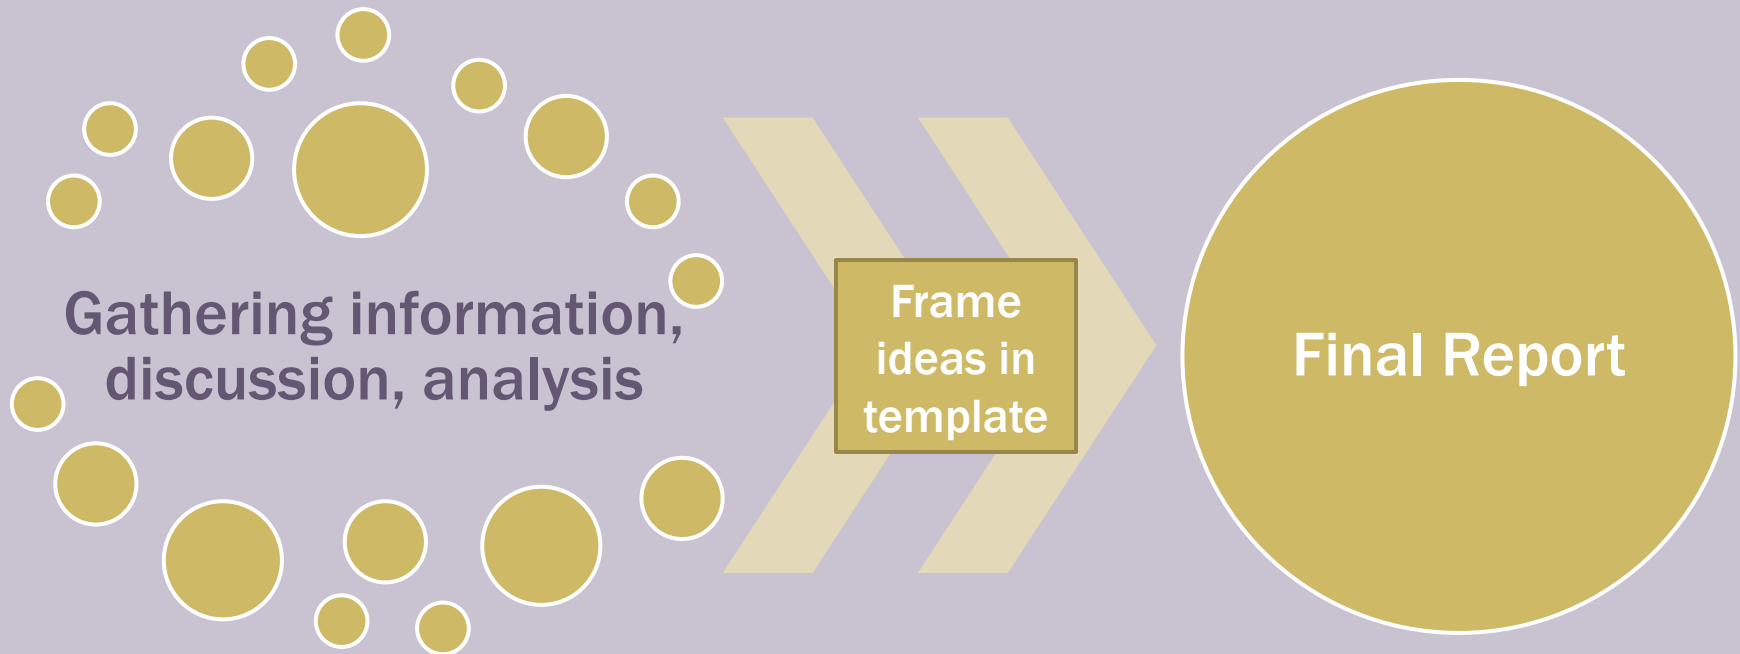 Gathering information,
discussion, analysis
Frame
ideas in
template
Final Report